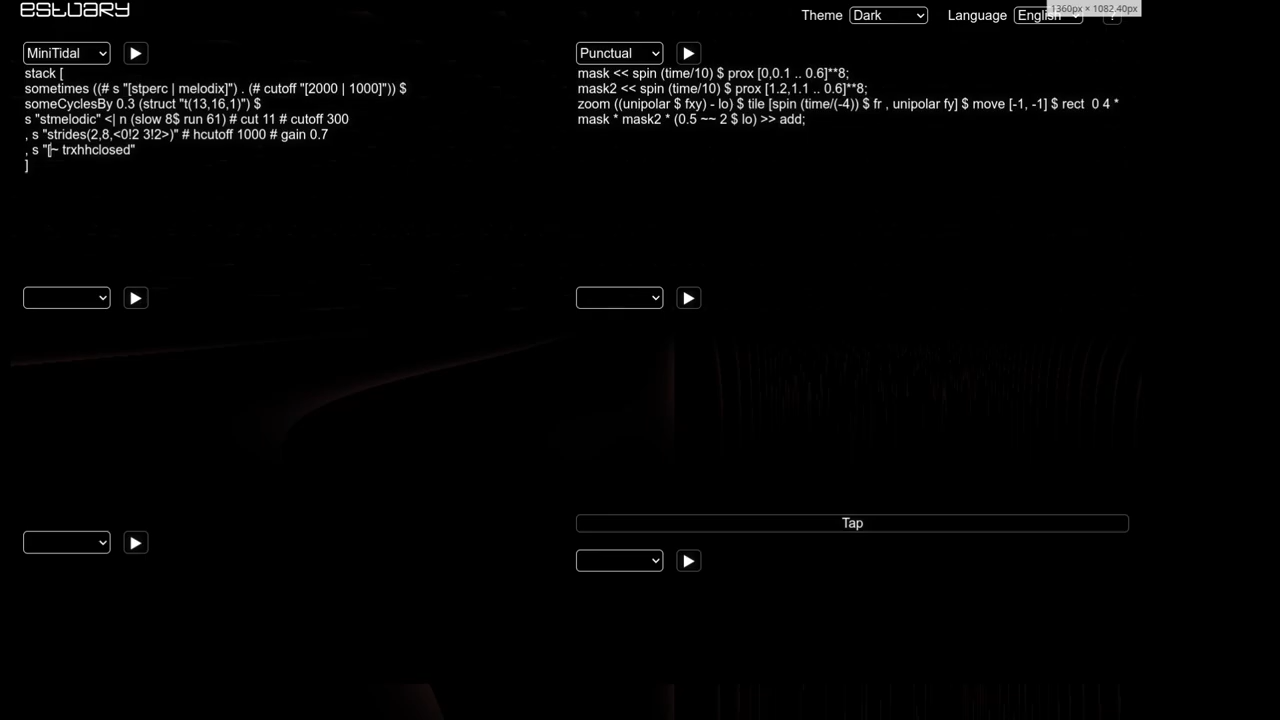 estuary
Theme Dark Language English ?
1360px × 1082.40px
MiniTidal
stack [
sometimes ((# s "[stperc | melodix]") . (# cutoff "[2000 | 1000]")) $
someCyclesBy 0.3 (struct "t(13,16,1)") $
s "stmelodic" <| n (slow 8$ run 61) # cut 11 # cutoff 300
, s "strides(2,8,<0!2 3!2>)" # hcutoff 1000 # gain 0.7
, s "[~ trxhhclosed"
]
Punctual
mask << spin (time/10) $ prox [0,0.1 .. 0.6]**8;
mask2 << spin (time/10) $ prox [1.2,1.1 .. 0.6]**8;
zoom ((unipolar $ fxy) - lo) $ tile [spin (time/(-4)) $ fr , unipolar fy] $ move [-1, -1] $ rect  0 4 *
mask * mask2 * (0.5 ~~ 2 $ lo) >> add;
Tap